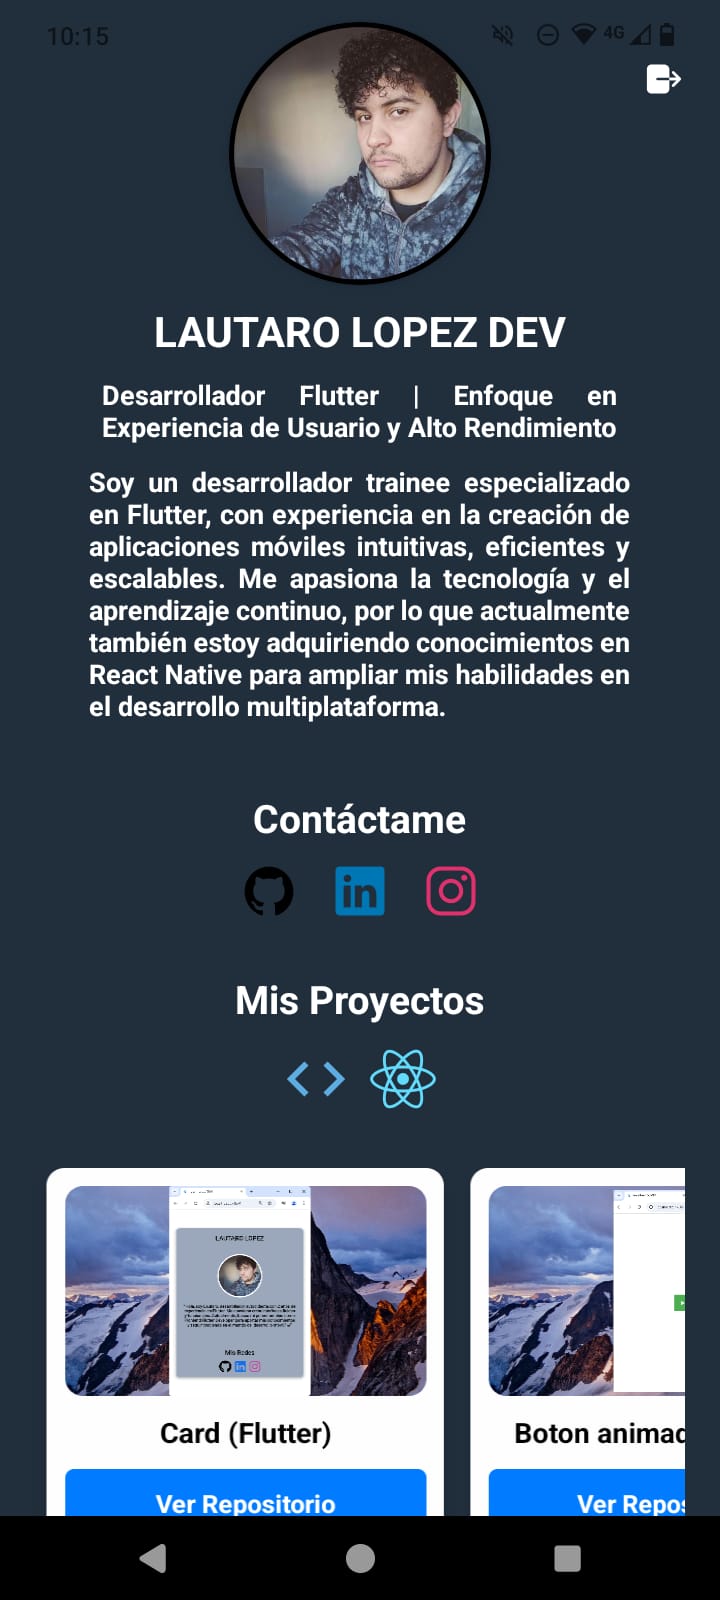 10:15
4G
LAUTARO LOPEZ DEV
Desarrollador Flutter | Enfoque en
Experiencia de Usuario y Alto Rendimiento
Soy un desarrollador trainee especializado
en Flutter, con experiencia en la creación de
aplicaciones móviles intuitivas, eficientes y
escalables. Me apasiona la tecnología y el
aprendizaje continuo, por lo que actualmente
también estoy adquiriendo conocimientos en
React Native para ampliar mis habilidades en
el desarrollo multiplataforma.
Contáctame
in
Mis Proyectos
LAUTARO LOPEZ
Mis Redes
in
Card (Flutter)
Boton animad
Ver Repositorio
Ver Repos